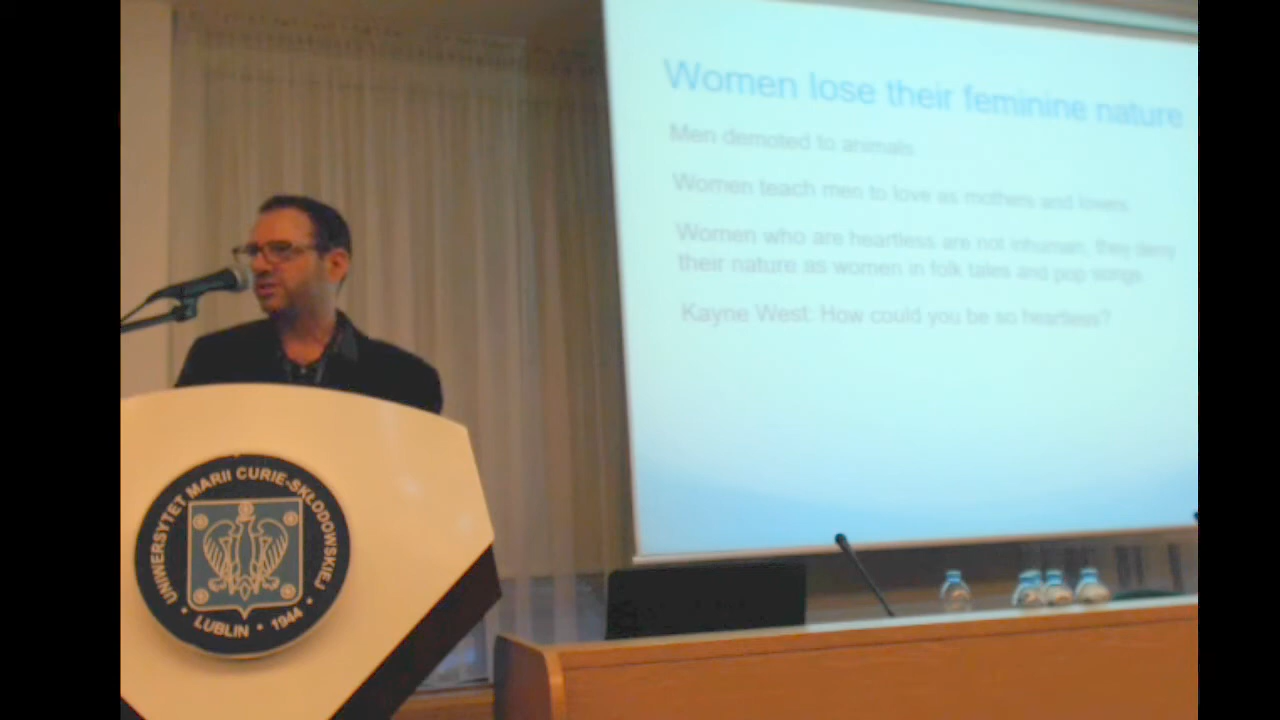 Women lose their feminine nature
Men demoted to animals
Women teach men to love as mothers and lovers
Women who are heartless are not inhuman, they deny
their nature as women in folk tales and pop songs.
Kayne West: How could you be so heartless?
UNIWERSYTET MARII CURIE-SKŁODOWSKIEJ
• LUBLIN • 1944 •